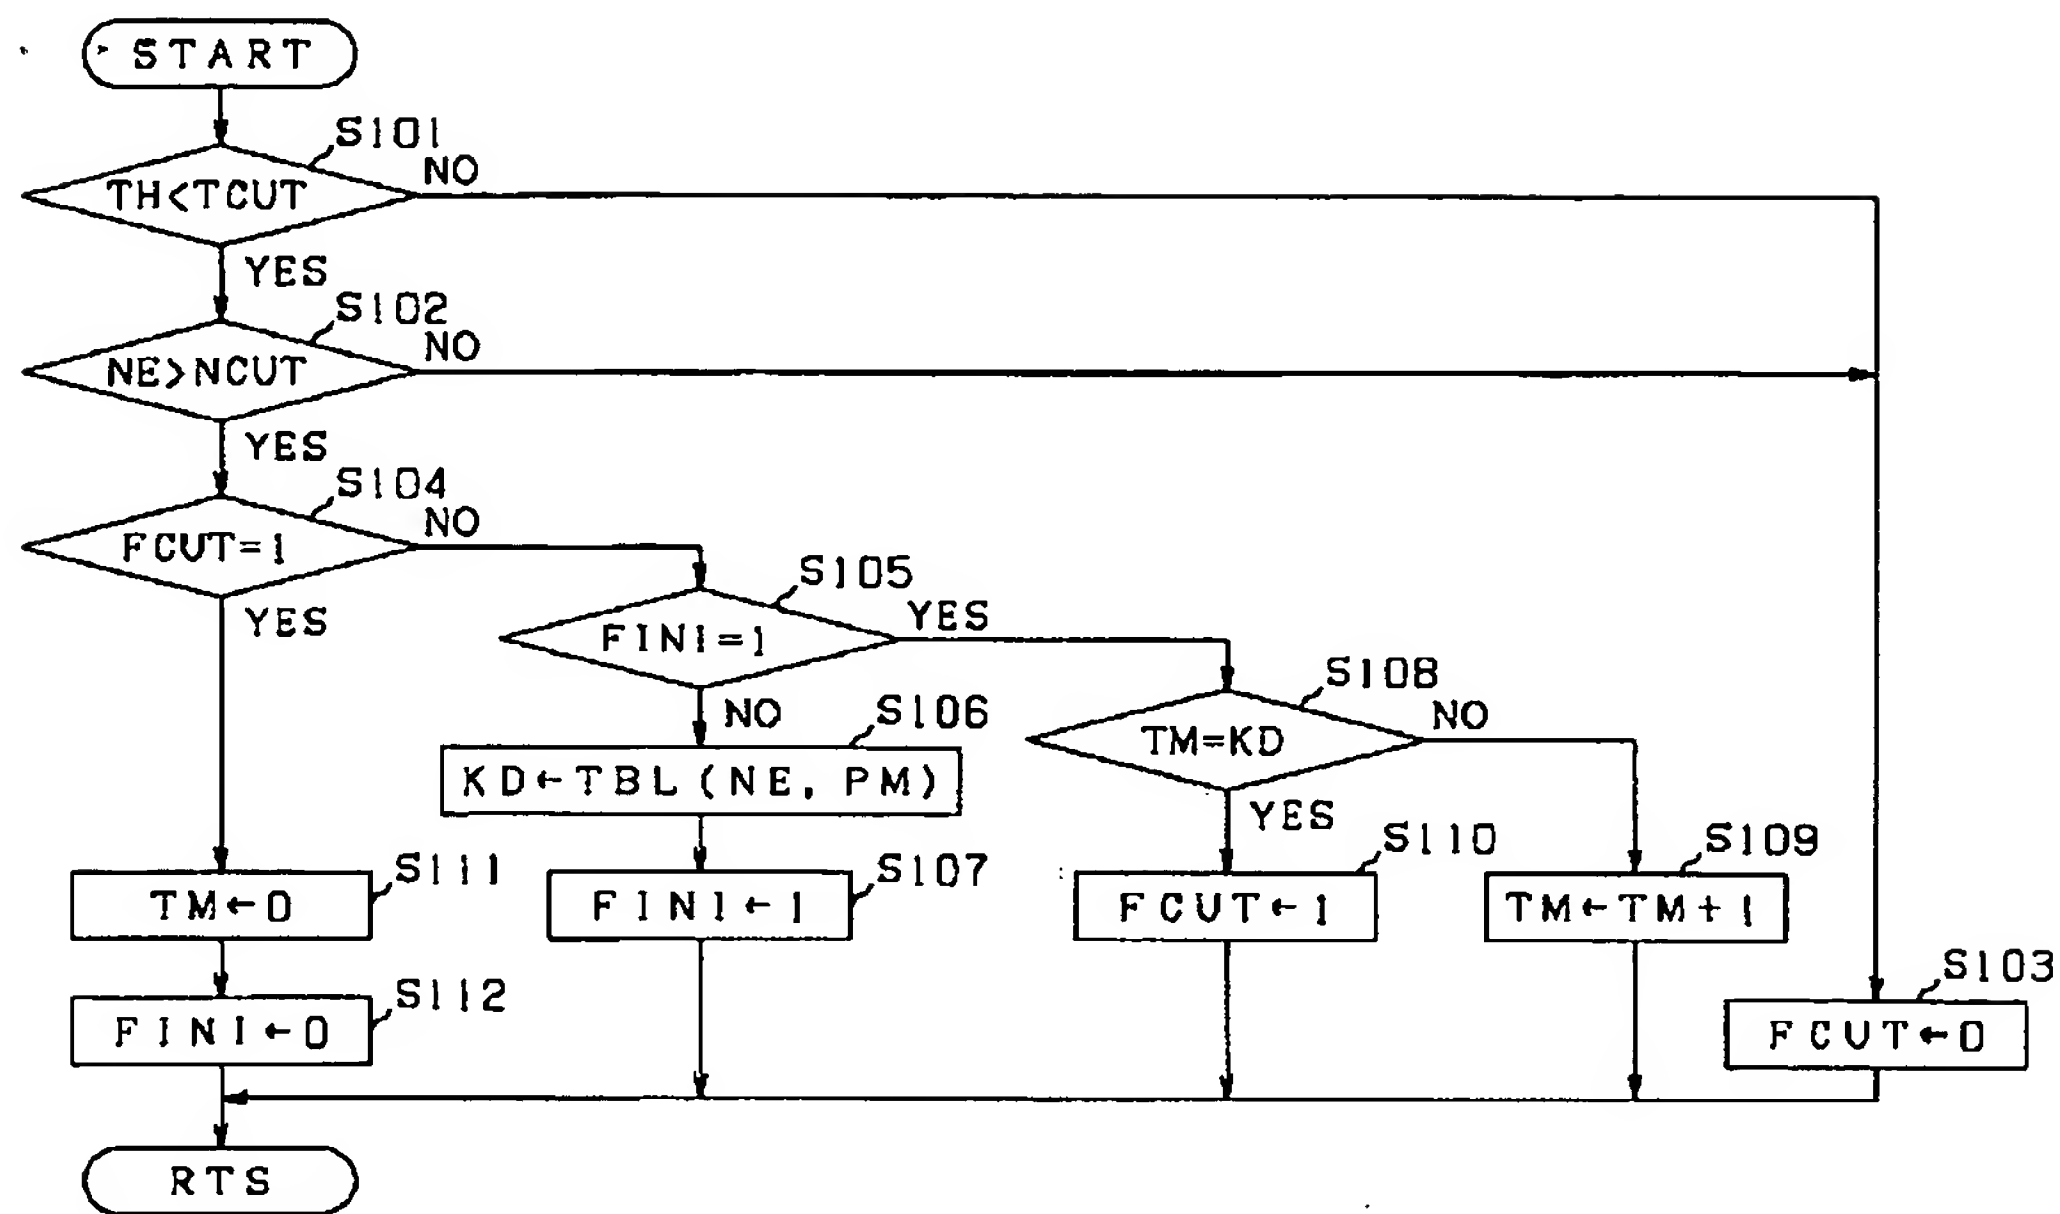 START
S101
TH<TCUT
NO
YES
S102
NE>NCUT
NO
YES
S104
FCUT=1
NO
YES
S105
FINI=1
YES
NO
S106
KD←TBL(NE, PM)
S108
TM=KD
NO
YES
S111
TM←0
S107
FINI←1
S110
FCUT←1
S109
TM←TM+1
S112
FINI←0
S103
FCUT←0
RTS